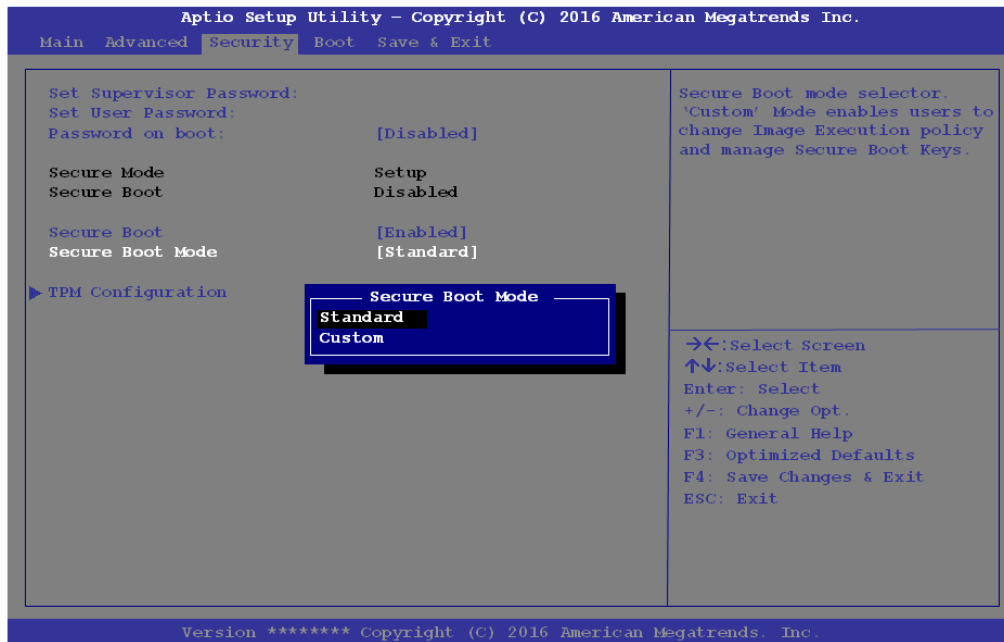 Aptio Setup Utility – Copyright (C) 2016 American Megatrends Inc.
Main Advanced Security Boot Save & Exit
Set Supervisor Password:
Set User Password:
Password on boot: [Disabled]
Secure Mode Setup
Secure Boot Disabled
Secure Boot [Enabled]
Secure Boot Mode [Standard]
▶ TPM Configuration
Secure Boot Mode
Standard
Custom
Secure Boot mode selector.
'Custom' Mode enables users to
change Image Execution policy
and manage Secure Boot Keys.
→←:Select Screen
↑↓:Select Item
Enter: Select
+/-: Change Opt.
F1: General Help
F3: Optimized Defaults
F4: Save Changes & Exit
ESC: Exit
Version ******** Copyright (C) 2016 American Megatrends. Inc.